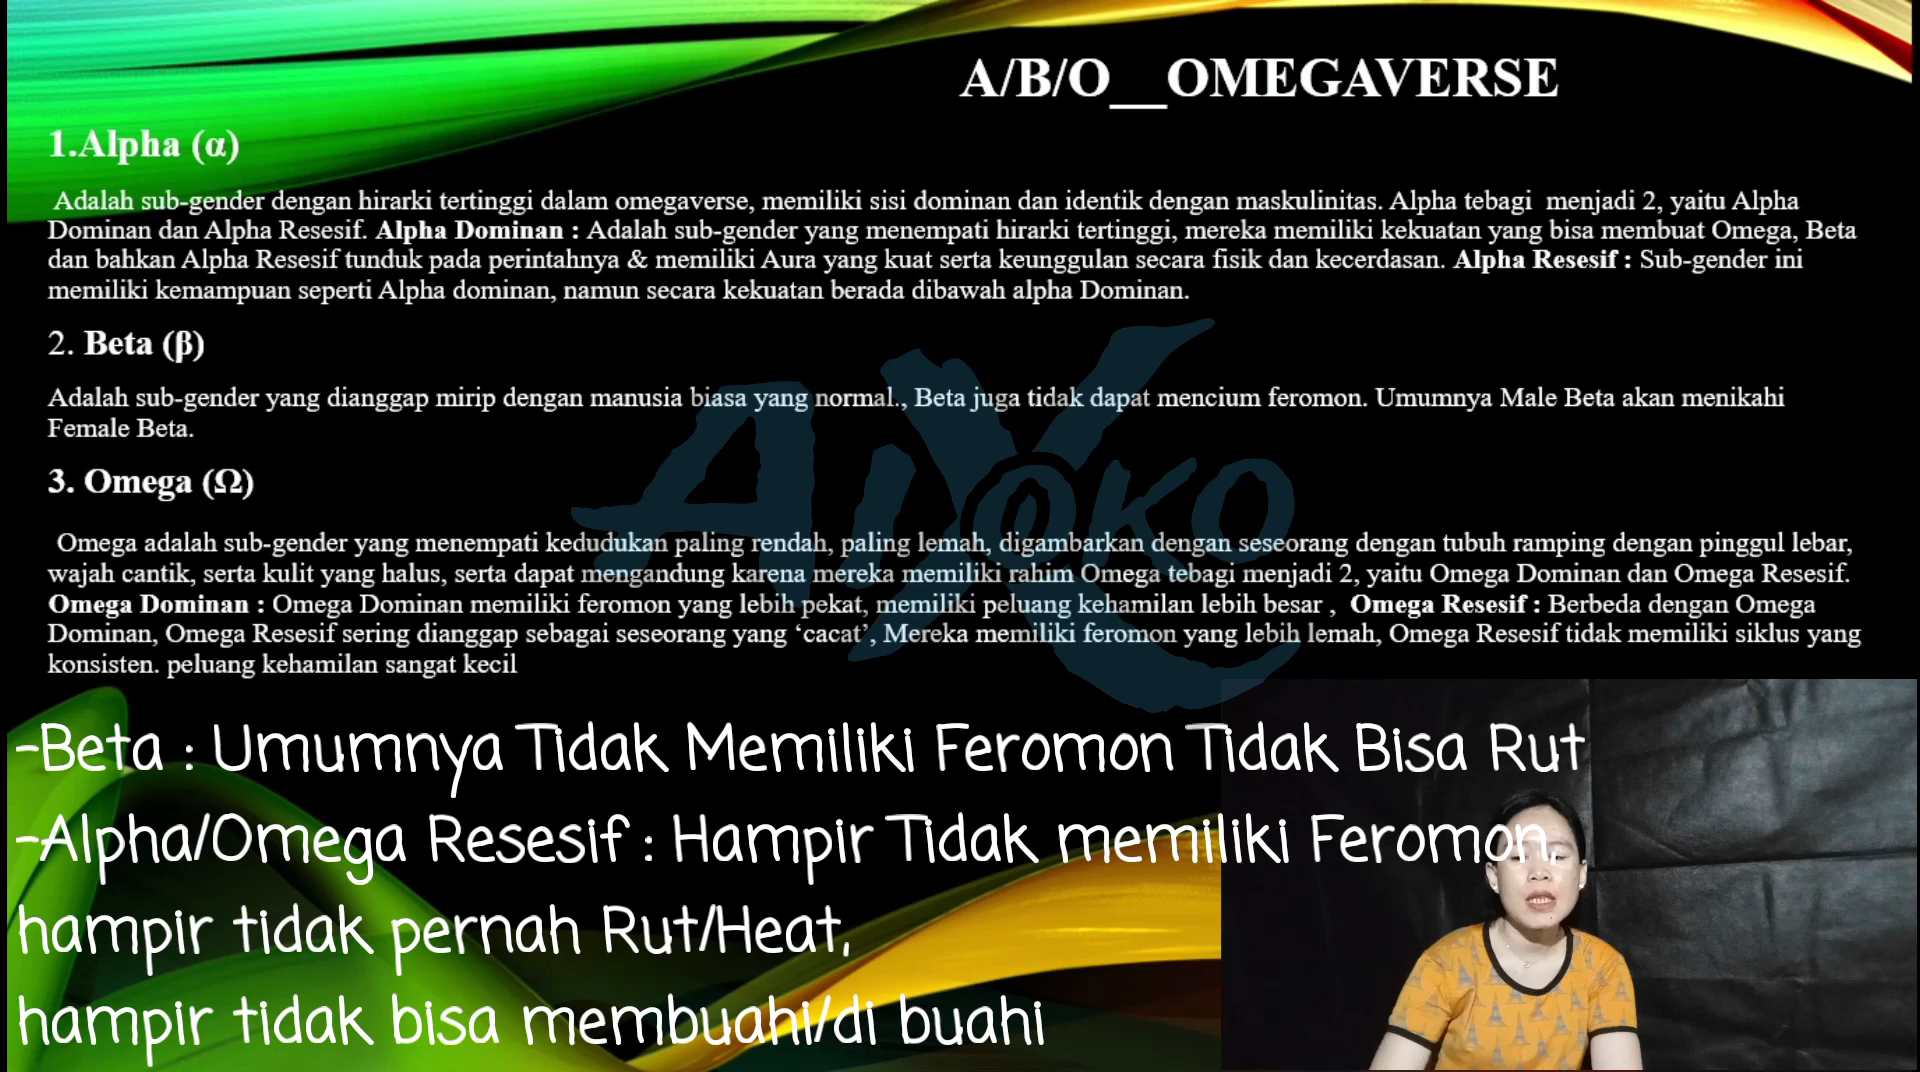 A/B/O__OMEGAVERSE
1.Alpha (α)
Adalah sub-gender dengan hirarki tertinggi dalam omegaverse, memiliki sisi dominan dan identik dengan maskulinitas. Alpha tebagi menjadi 2, yaitu Alpha
Dominan dan Alpha Resesif. Alpha Dominan : Adalah sub-gender yang menempati hirarki tertinggi, mereka memiliki kekuatan yang bisa membuat Omega, Beta
dan bahkan Alpha Resesif tunduk pada perintahnya & memiliki Aura yang kuat serta keunggulan secara fisik dan kecerdasan. Alpha Resesif : Sub-gender ini
memiliki kemampuan seperti Alpha dominan, namun secara kekuatan berada dibawah alpha Dominan.
2. Beta (β)
Adalah sub-gender yang dianggap mirip dengan manusia biasa yang normal., Beta juga tidak dapat mencium feromon. Umumnya Male Beta akan menikahi
Female Beta.
3. Omega (Ω)
Omega adalah sub-gender yang menempati kedudukan paling rendah, paling lemah, digambarkan dengan seseorang dengan tubuh ramping dengan pinggul lebar,
wajah cantik, serta kulit yang halus, serta dapat mengandung karena mereka memiliki rahim Omega tebagi menjadi 2, yaitu Omega Dominan dan Omega Resesif.
Omega Dominan : Omega Dominan memiliki feromon yang lebih pekat, memiliki peluang kehamilan lebih besar , Omega Resesif : Berbeda dengan Omega
Dominan, Omega Resesif sering dianggap sebagai seseorang yang ‘cacat’, Mereka memiliki feromon yang lebih lemah, Omega Resesif tidak memiliki siklus yang
konsisten. peluang kehamilan sangat kecil
-Beta : Umumnya Tidak Memiliki Feromon Tidak Bisa Rut
-Alpha/Omega Resesif : Hampir Tidak memiliki Feromon,
hampir tidak pernah Rut/Heat,
hampir tidak bisa membuahi/di buahi